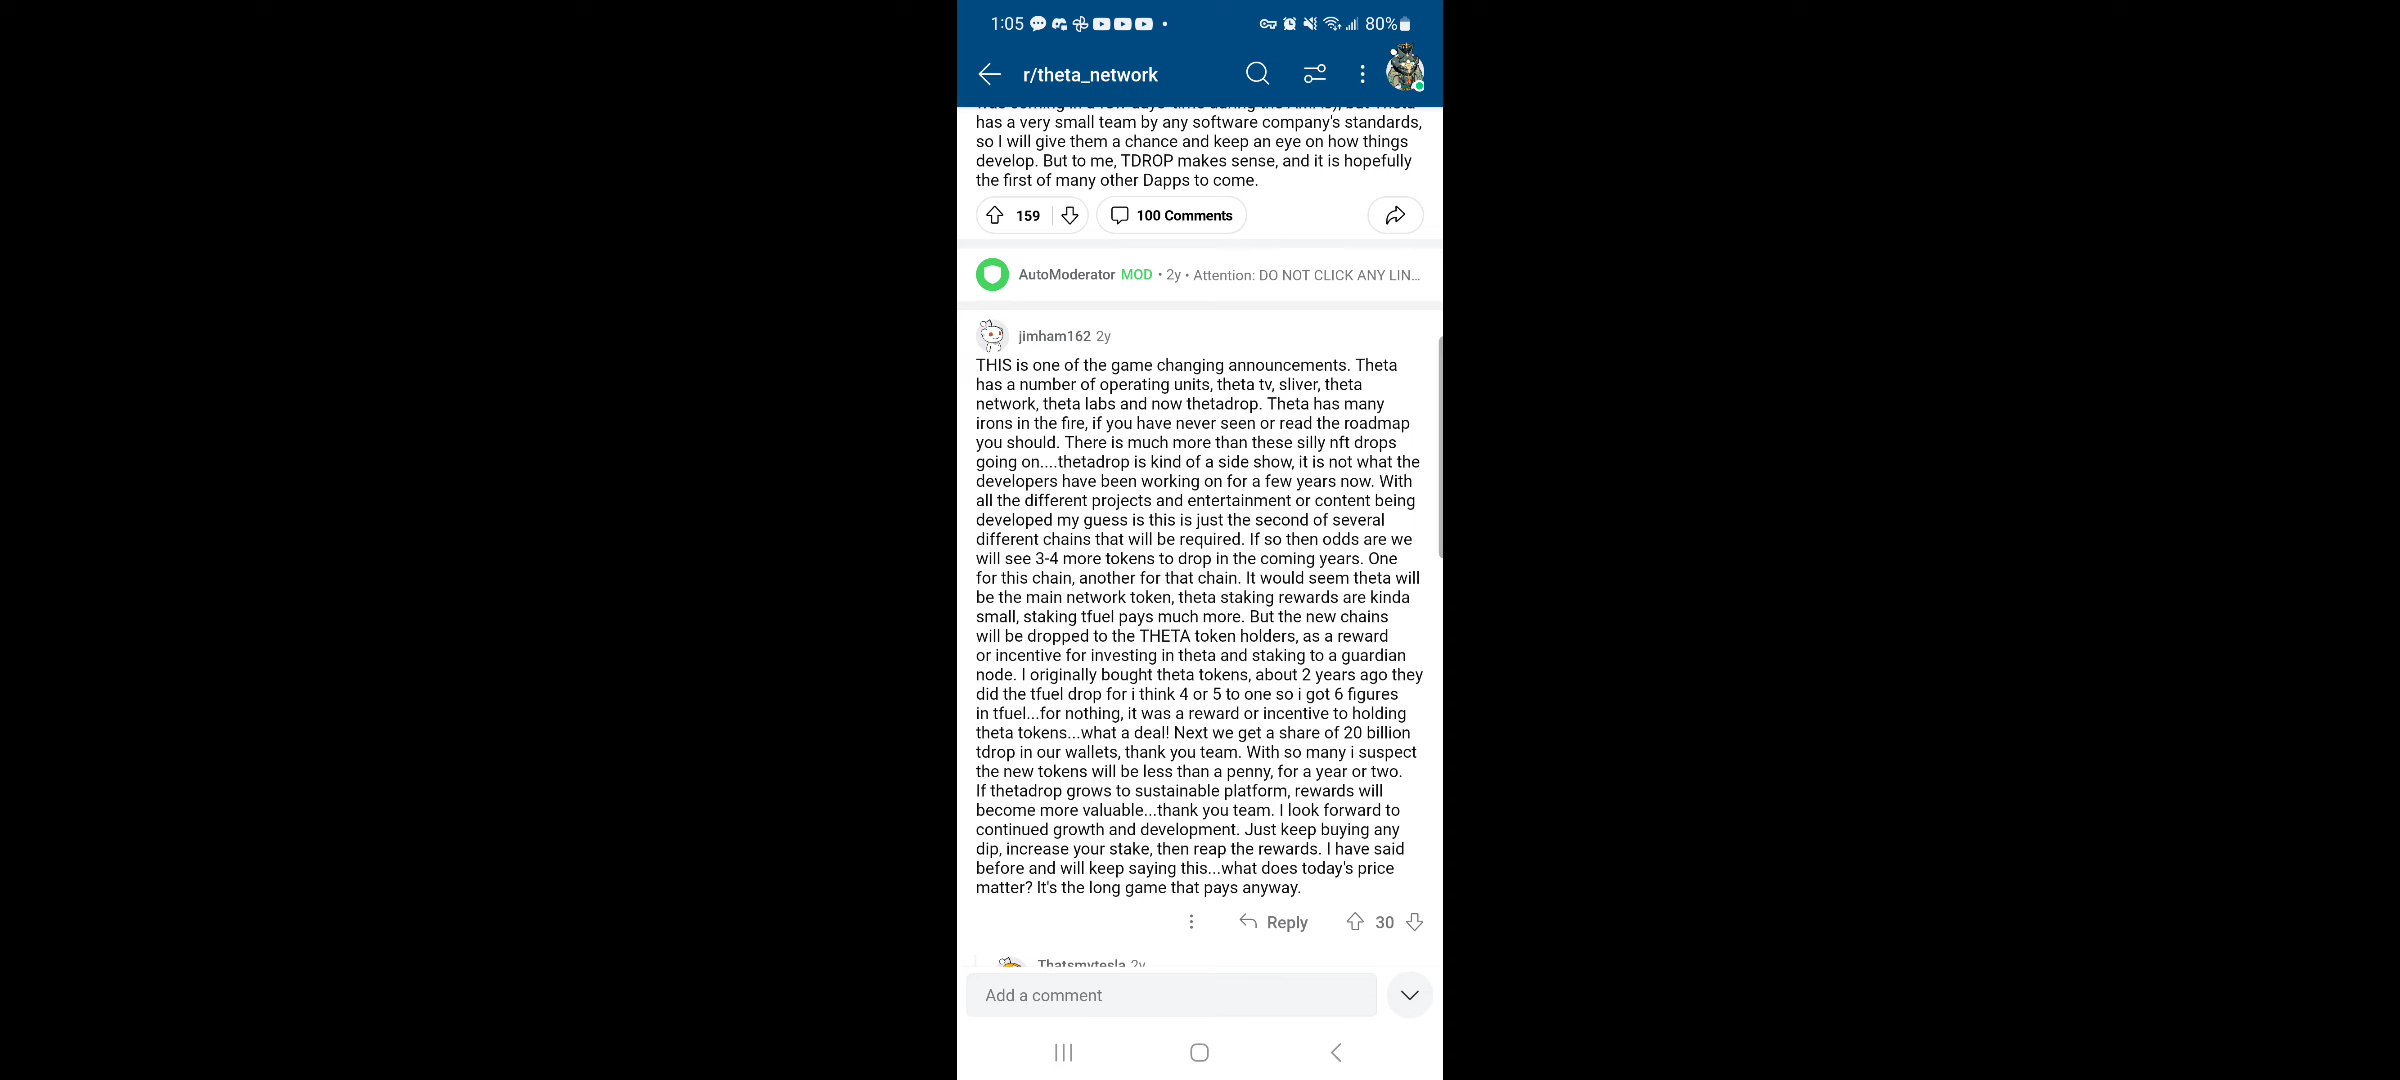 1:05 80%
r/theta_network
has a very small team by any software company's standards,
so I will give them a chance and keep an eye on how things
develop. But to me, TDROP makes sense, and it is hopefully
the first of many other Dapps to come.
159 100 Comments
AutoModerator MOD • 2y • Attention: DO NOT CLICK ANY LIN...
jimham162 2y
THIS is one of the game changing announcements. Theta
has a number of operating units, theta tv, sliver, theta
network, theta labs and now thetadrop. Theta has many
irons in the fire, if you have never seen or read the roadmap
you should. There is much more than these silly nft drops
going on....thetadrop is kind of a side show, it is not what the
developers have been working on for a few years now. With
all the different projects and entertainment or content being
developed my guess is this is just the second of several
different chains that will be required. If so then odds are we
will see 3-4 more tokens to drop in the coming years. One
for this chain, another for that chain. It would seem theta will
be the main network token, theta staking rewards are kinda
small, staking tfuel pays much more. But the new chains
will be dropped to the THETA token holders, as a reward
or incentive for investing in theta and staking to a guardian
node. I originally bought theta tokens, about 2 years ago they
did the tfuel drop for i think 4 or 5 to one so i got 6 figures
in tfuel...for nothing, it was a reward or incentive to holding
theta tokens...what a deal! Next we get a share of 20 billion
tdrop in our wallets, thank you team. With so many i suspect
the new tokens will be less than a penny, for a year or two.
If thetadrop grows to sustainable platform, rewards will
become more valuable...thank you team. I look forward to
continued growth and development. Just keep buying any
dip, increase your stake, then reap the rewards. I have said
before and will keep saying this...what does today's price
matter? It's the long game that pays anyway.
Reply 30
Thatsmytesla 2y
Add a comment